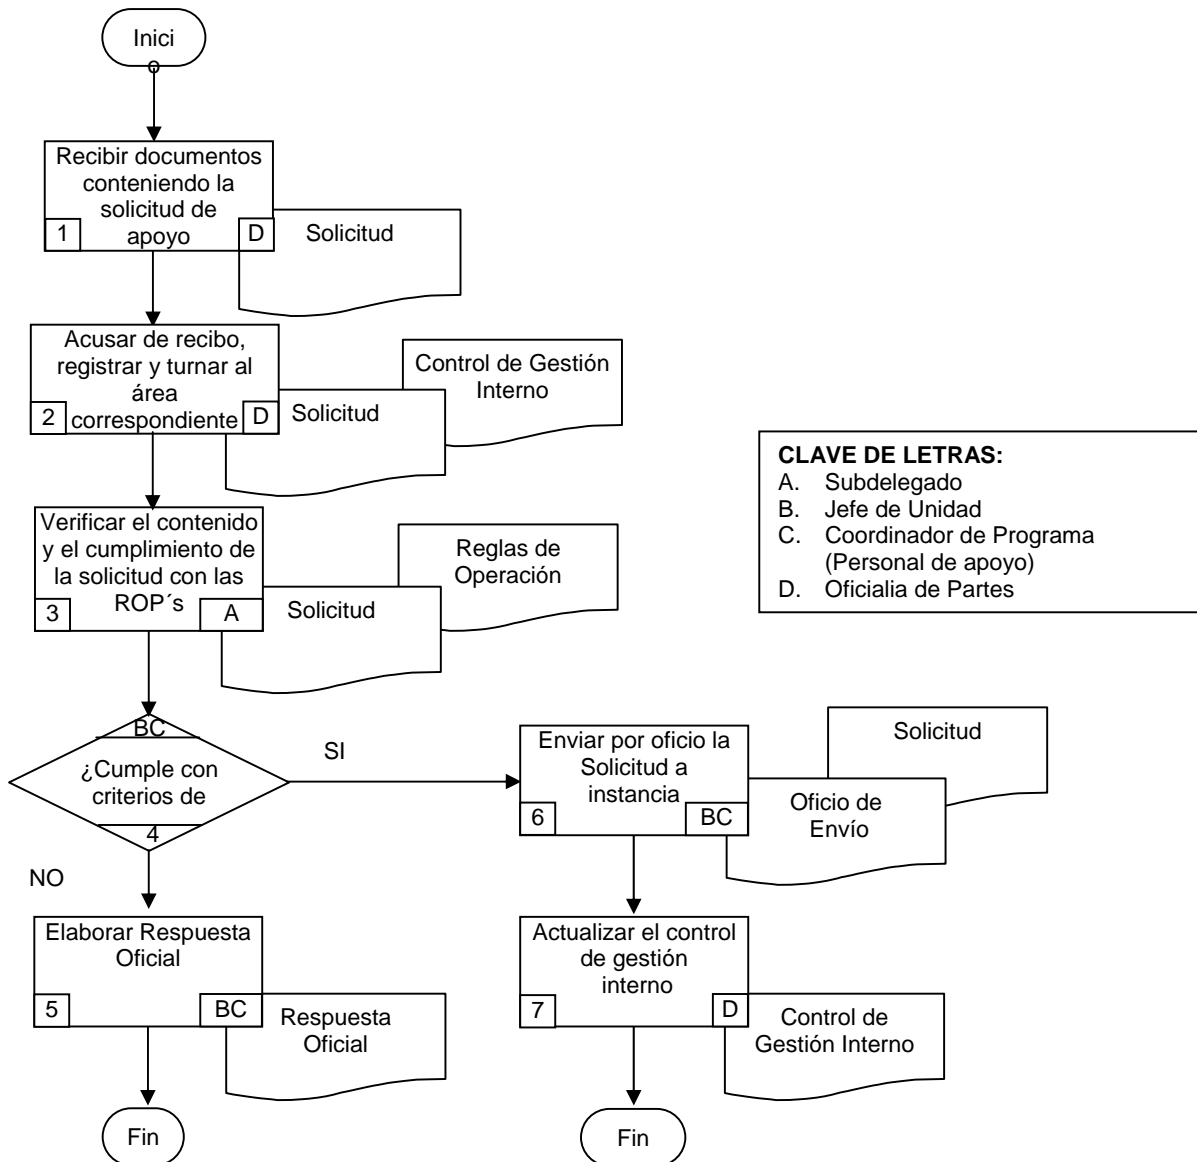 Inici
o
Recibir documentos
conteniendo la
solicitud de
apoyo
1
D
Solicitud
Acusar de recibo,
registrar y turnar al
área
correspondiente
2
D
Solicitud
Control de Gestión
Interno
Verificar el contenido
y el cumplimiento de
la solicitud con las
ROP´s
3
A
Solicitud
Reglas de
Operación
CLAVE DE LETRAS:
A. Subdelegado
B. Jefe de Unidad
C. Coordinador de Programa
(Personal de apoyo)
D. Oficialia de Partes
BC
¿Cumple con
criterios de
4
SI
NO
Enviar por oficio la
Solicitud a
instancia
6
BC
Oficio de
Envío
Solicitud
Elaborar Respuesta
Oficial
5
BC
Respuesta
Oficial
Actualizar el control
de gestión
interno
7
D
Control de
Gestión Interno
Fin
Fin